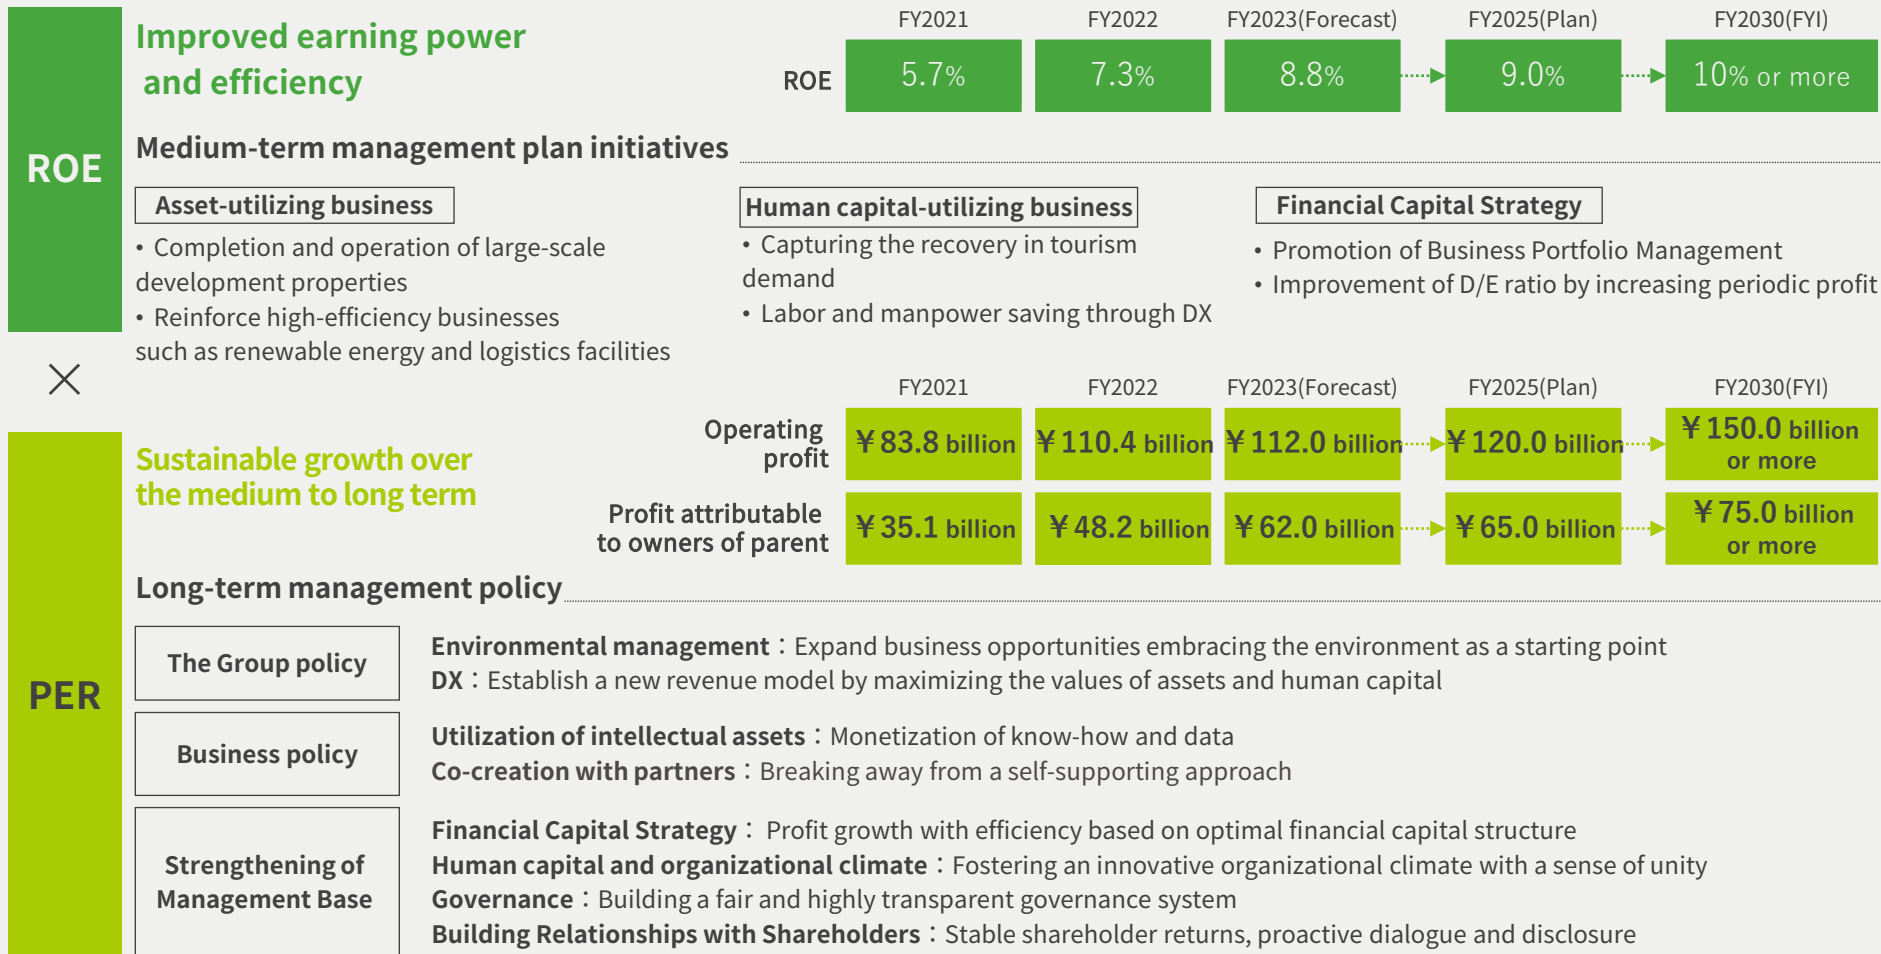 ROE
Improved earning power
and efficiency
FY2021 FY2022 FY2023(Forecast) FY2025(Plan) FY2030(FYI)
ROE 5.7% 7.3% 8.8% 9.0% 10% or more
Medium-term management plan initiatives
Asset-utilizing business
• Completion and operation of large-scale
development properties
• Reinforce high-efficiency businesses
such as renewable energy and logistics facilities
Human capital-utilizing business
• Capturing the recovery in tourism
demand
• Labor and manpower saving through DX
Financial Capital Strategy
• Promotion of Business Portfolio Management
• Improvement of D/E ratio by increasing periodic profit
×
PER
Sustainable growth over
the medium to long term
FY2021 FY2022 FY2023(Forecast) FY2025(Plan) FY2030(FYI)
Operating
profit
¥83.8 billion ¥110.4 billion ¥112.0 billion ¥120.0 billion ¥150.0 billion
or more
Profit attributable
to owners of parent
¥35.1 billion ¥48.2 billion ¥62.0 billion ¥65.0 billion ¥75.0 billion
or more
Long-term management policy
The Group policy
Environmental management：Expand business opportunities embracing the environment as a starting point
DX：Establish a new revenue model by maximizing the values of assets and human capital
Business policy
Utilization of intellectual assets：Monetization of know-how and data
Co-creation with partners：Breaking away from a self-supporting approach
Strengthening of
Management Base
Financial Capital Strategy： Profit growth with efficiency based on optimal financial capital structure
Human capital and organizational climate：Fostering an innovative organizational climate with a sense of unity
Governance：Building a fair and highly transparent governance system
Building Relationships with Shareholders：Stable shareholder returns, proactive dialogue and disclosure